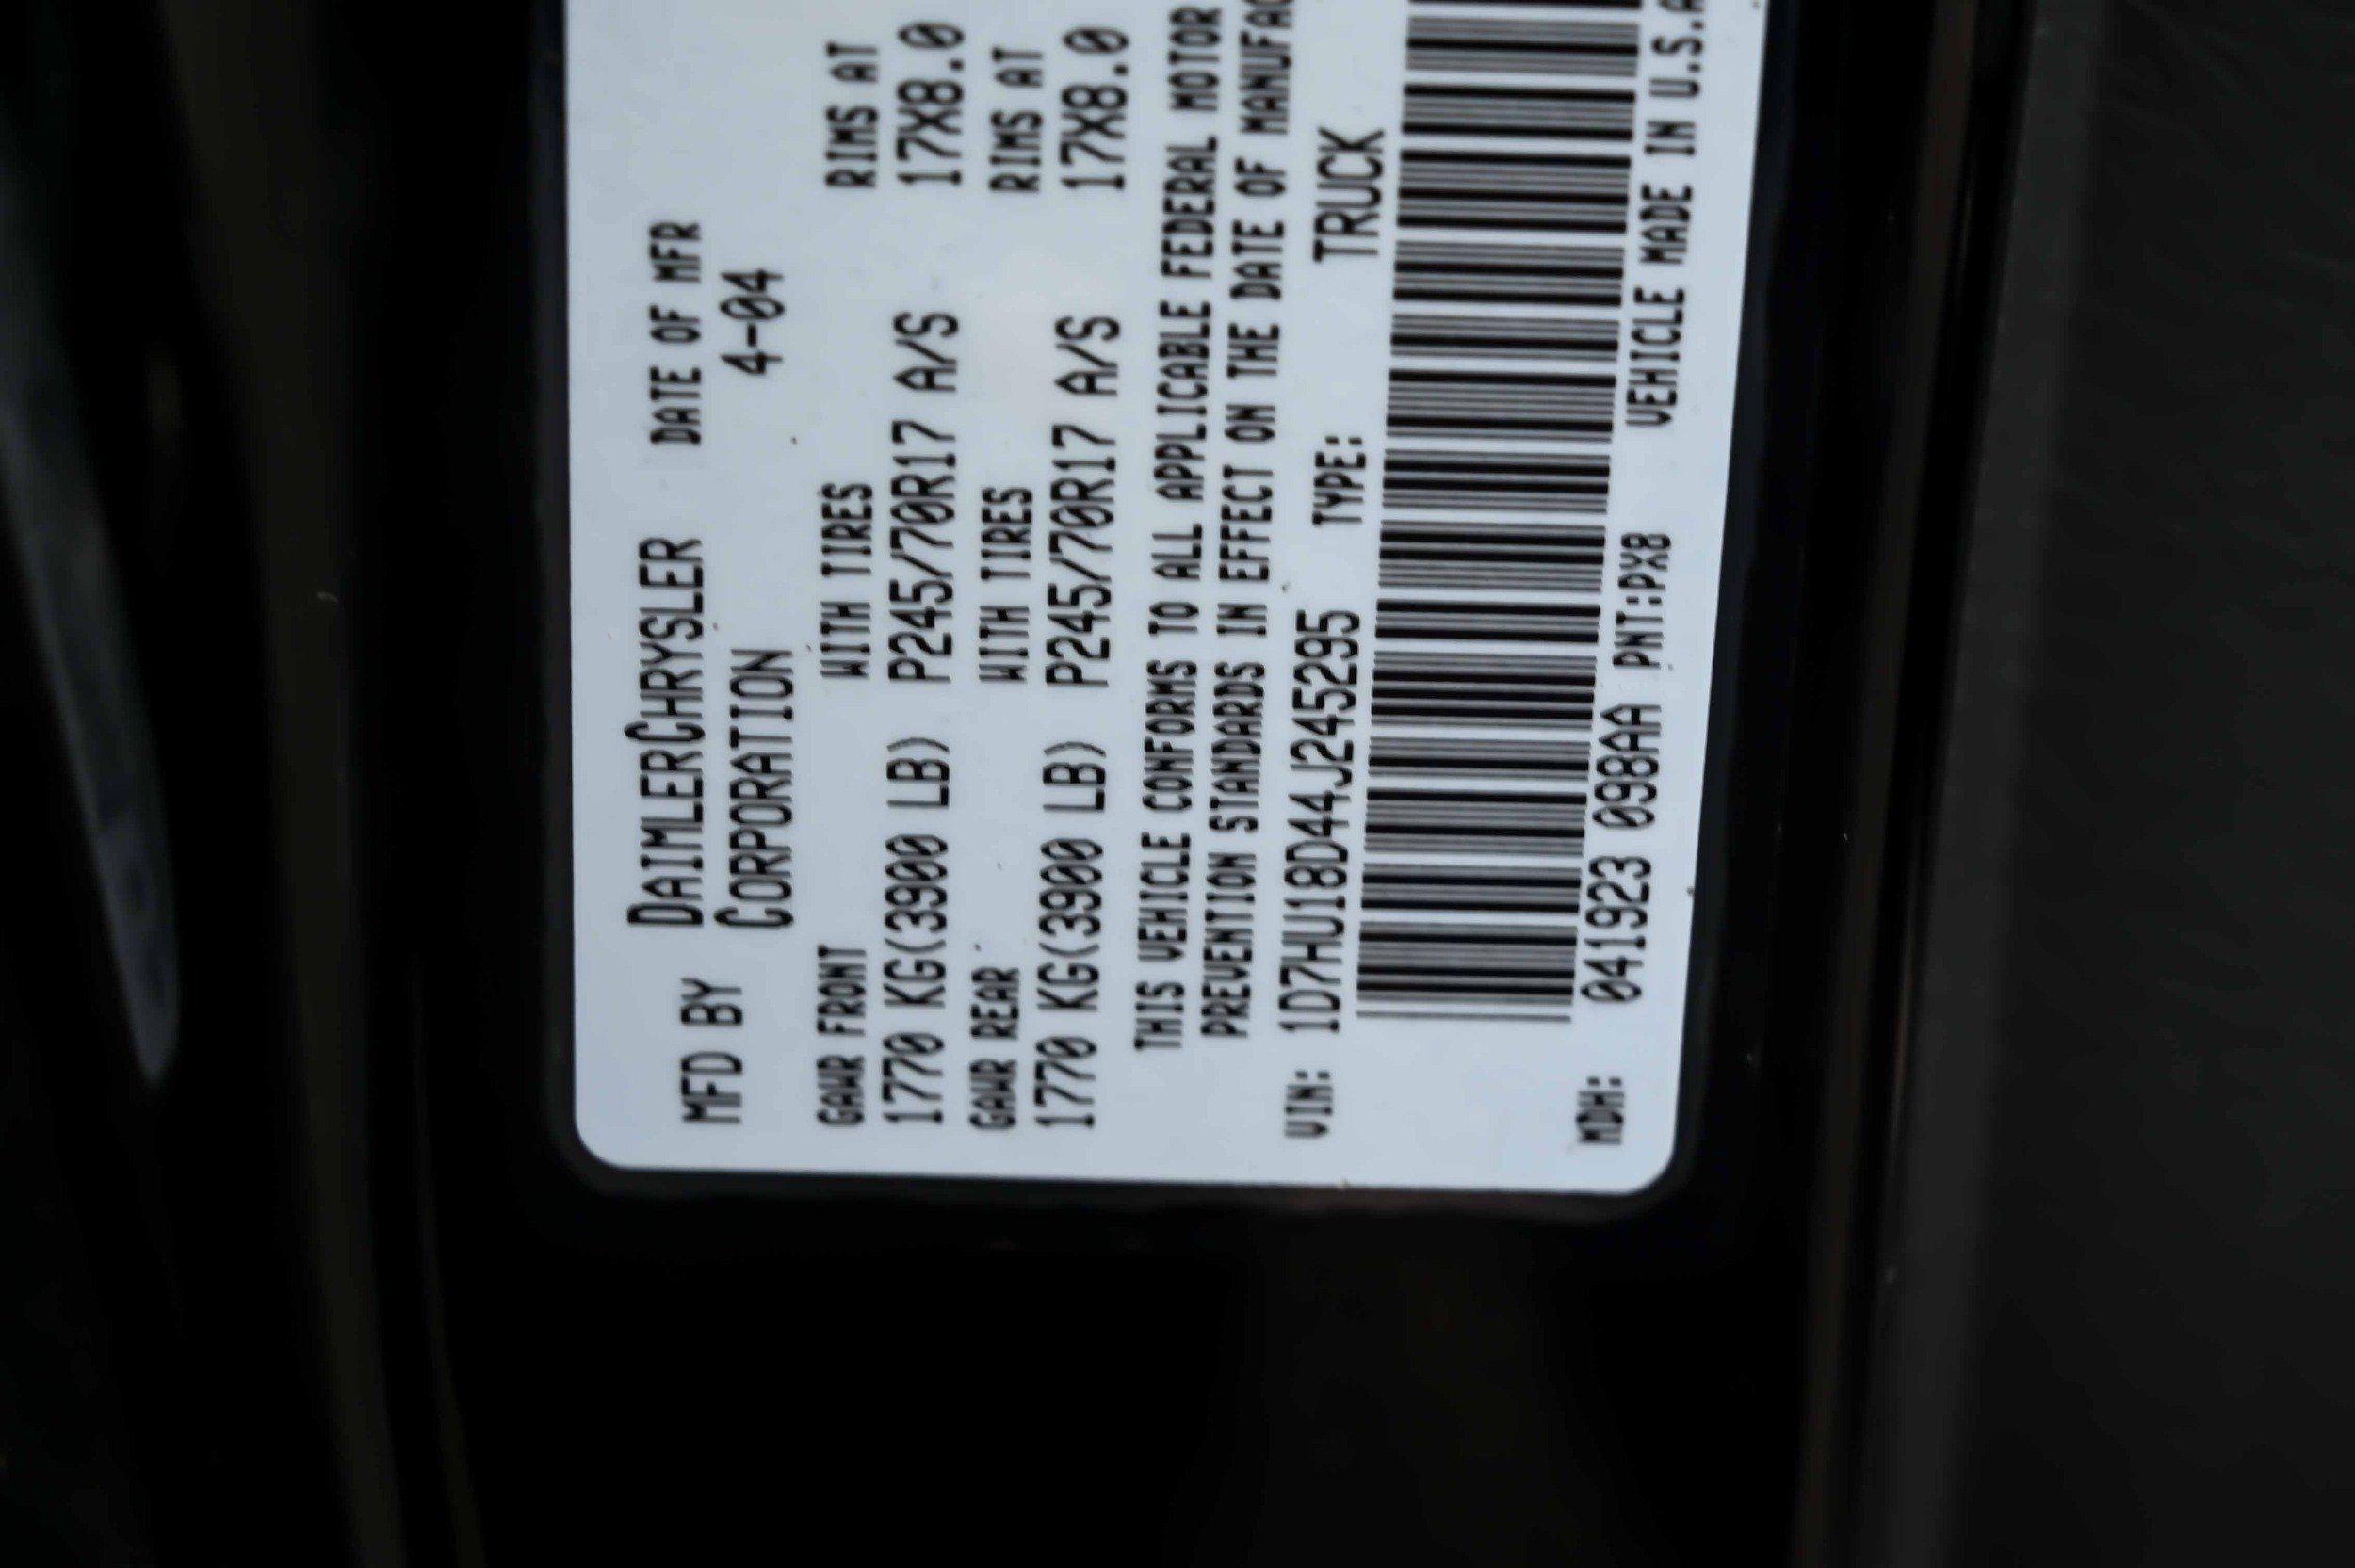 MFD BY DAIMLERCHRYSLER CORPORATION DATE OF MFR 4-04
GAWR FRONT WITH TIRES RIMS AT
1770 KG(3900 LB) P245/70R17 A/S 17X8.0
GAWR REAR WITH TIRES RIMS AT
1770 KG(3900 LB) P245/70R17 A/S 17X8.0
THIS VEHICLE CONFORMS TO ALL APPLICABLE FEDERAL MOTOR
PREVENTION STANDARDS IN EFFECT ON THE DATE OF MANUFAC
VIN: 1D7HU18D44J245295 TYPE: TRUCK
MDH: 041923 098AA PNT:PX8 VEHICLE MADE IN U.S.A